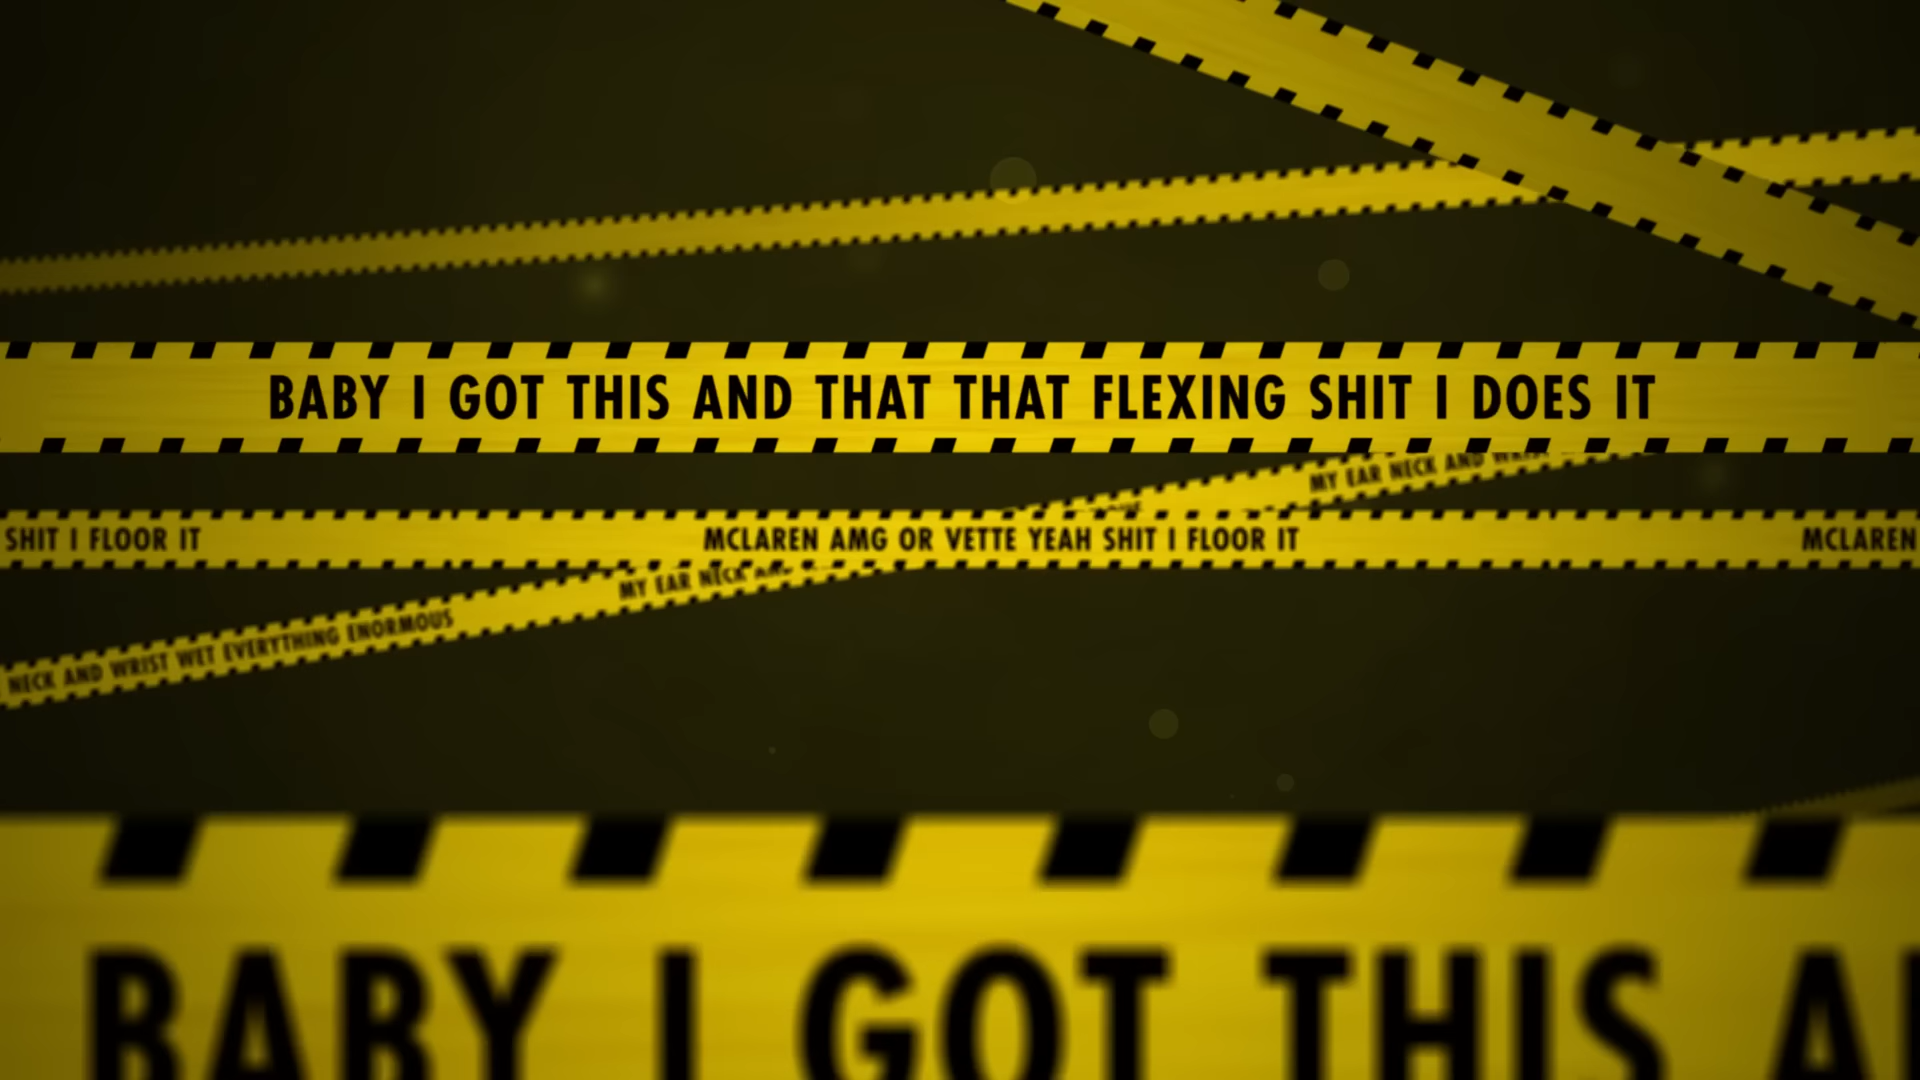 BABY I GOT THIS AND THAT THAT FLEXING SHIT I DOES IT
MY EAR NECK AND
SHIT I FLOOR IT
MCLAREN AMG OR VETTE YEAH SHIT I FLOOR IT
MCLAREN
MY EAR NECK
NECK AND WRIST WET EVERYTHING ENORMOUS
BABY I GOT THIS